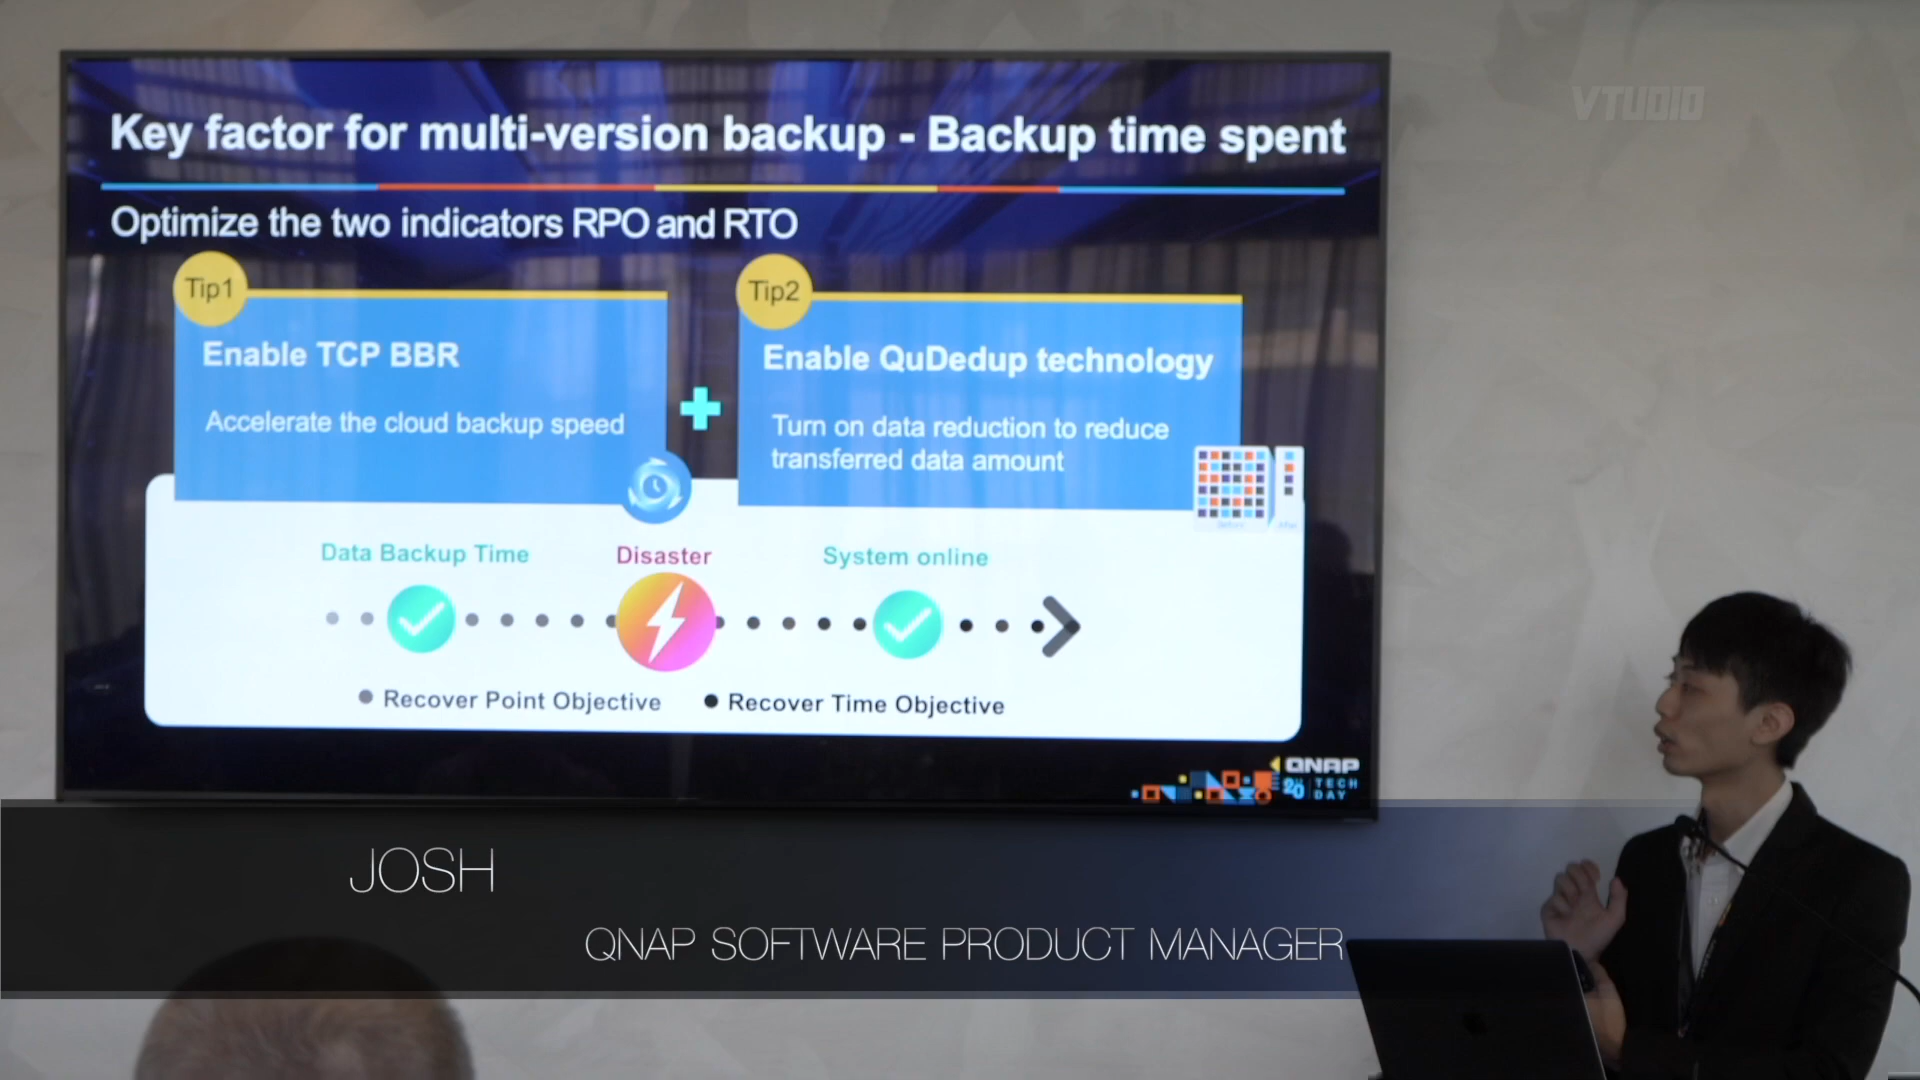 VTUDIO
Key factor for multi-version backup - Backup time spent
Optimize the two indicators RPO and RTO
Tip1
Enable TCP BBR
Accelerate the cloud backup speed
Tip2
Enable QuDedup technology
Turn on data reduction to reduce
transferred data amount
Before
After
Data Backup Time
Disaster
System online
Recover Point Objective
Recover Time Objective
QNAP
20
TECH
DAY
JOSH
QNAP SOFTWARE PRODUCT MANAGER